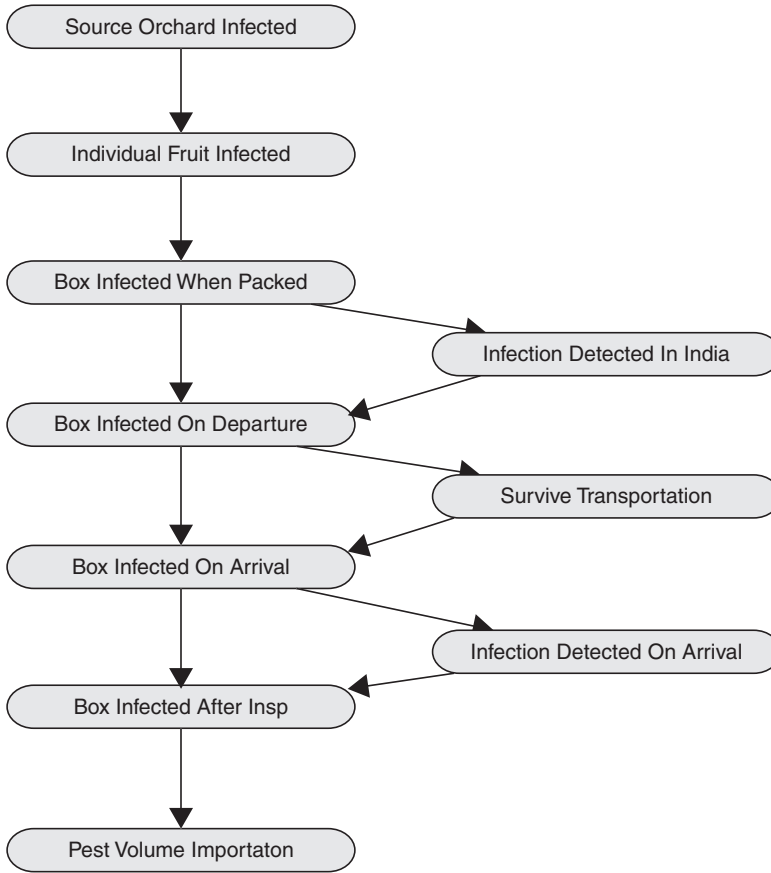 Source Orchard Infected
Individual Fruit Infected
Box Infected When Packed
Infection Detected In India
Box Infected On Departure
Survive Transportation
Box Infected On Arrival
Infection Detected On Arrival
Box Infected After Insp
Pest Volume Importaton